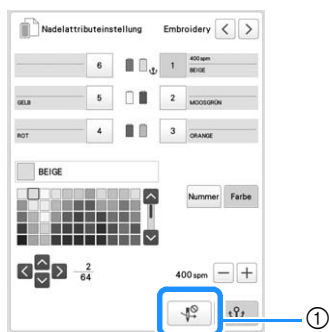 Nadelattributeinstellung Embroidery < >
6 1 400 spm BEIGE
GELB 5 2 MOOSGRÜN
ROT 4 3 ORANGE
BEIGE
Nummer Farbe
2/64 400 spm − +
①